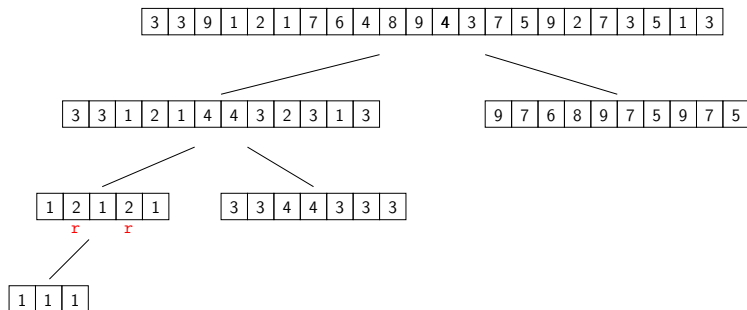 3 3 9 1 2 1 7 6 4 8 9 4 3 7 5 9 2 7 3 5 1 3
3 3 1 2 1 4 4 3 2 3 1 3
9 7 6 8 9 7 5 9 7 5
1 2 1 2 1
3 3 4 4 3 3 3
r r
1 1 1